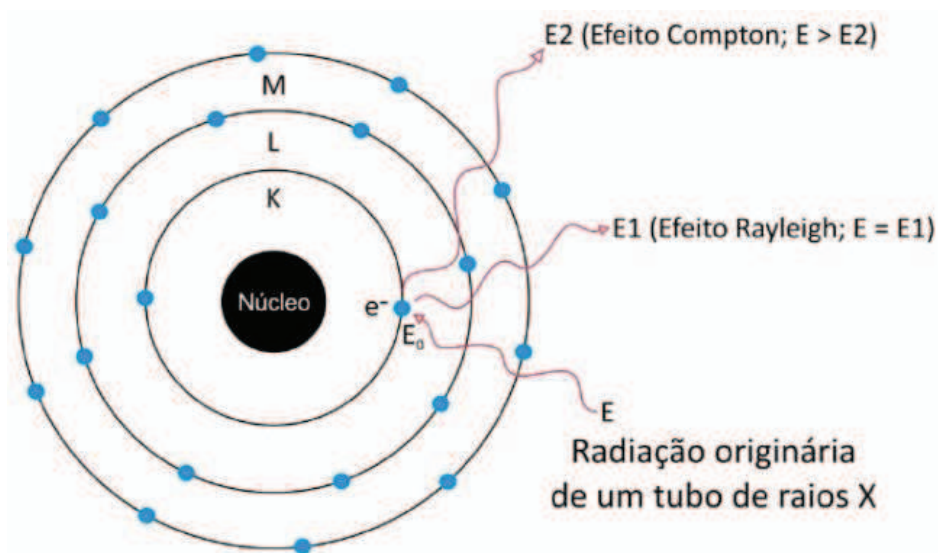 E2 (Efeito Compton; E > E2)
M
L
K
E1 (Efeito Rayleigh; E = E1)
Núcleo
e⁻
E₀
E
Radiação originária
de um tubo de raios X